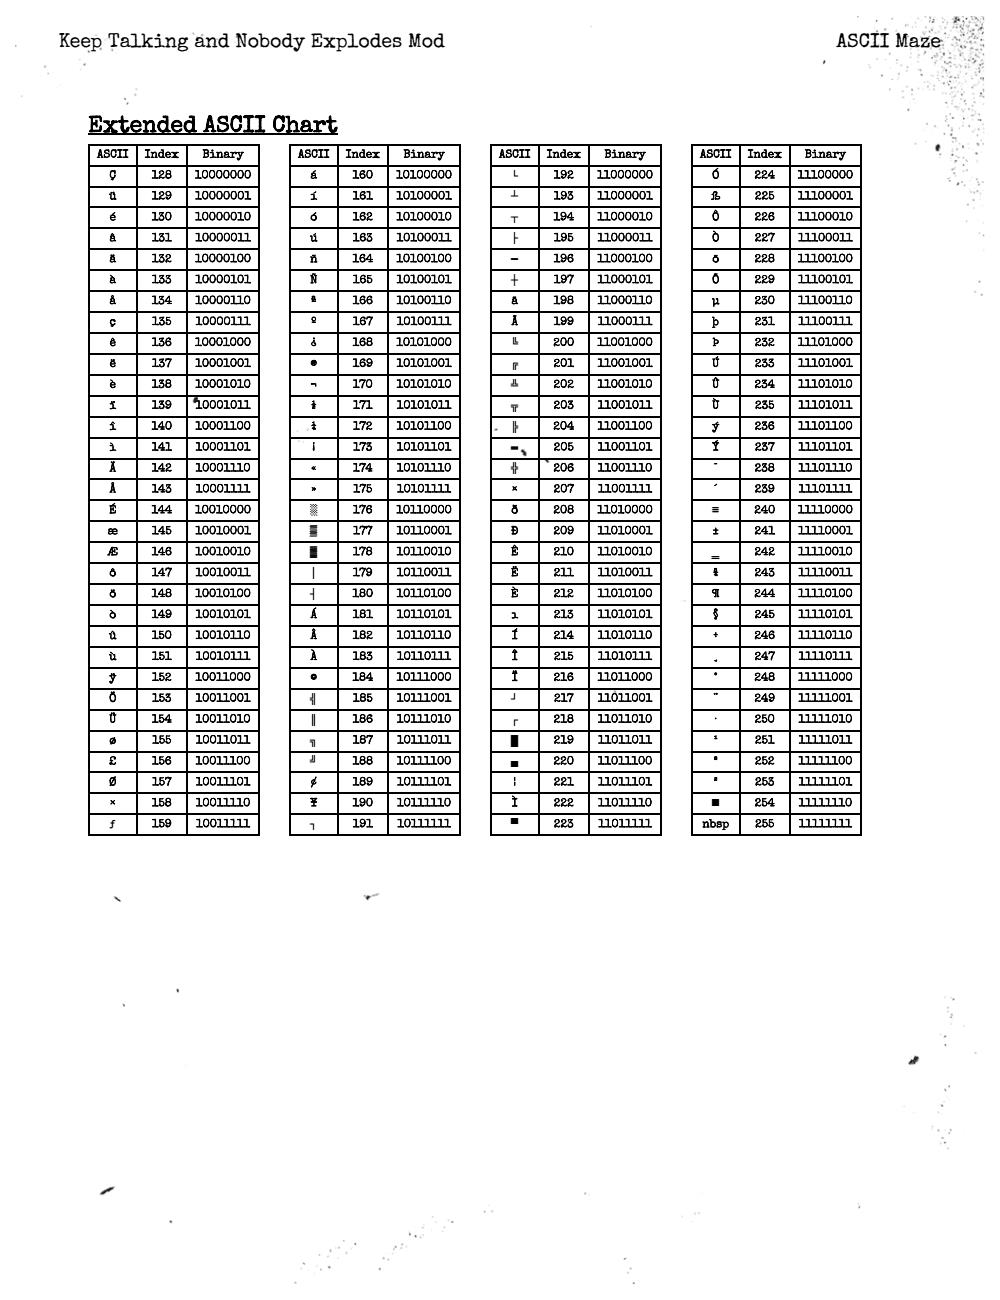 Keep Talking and Nobody Explodes Mod ASCII Maze
Extended ASCII Chart
ASCII Index Binary ASCII Index Binary ASCII Index Binary ASCII Index Binary
Ç 128 10000000 á 160 10100000 └ 192 11000000 Ó 224 11100000
ü 129 10000001 í 161 10100001 ┴ 193 11000001 ß 225 11100001
é 130 10000010 ó 162 10100010 ┬ 194 11000010 Ô 226 11100010
â 131 10000011 ú 163 10100011 ├ 195 11000011 Ò 227 11100011
ä 132 10000100 ñ 164 10100100 ─ 196 11000100 õ 228 11100100
à 133 10000101 Ñ 165 10100101 ┼ 197 11000101 Õ 229 11100101
å 134 10000110 ª 166 10100110 ã 198 11000110 µ 230 11100110
ç 135 10000111 º 167 10100111 Ã 199 11000111 þ 231 11100111
ê 136 10001000 ¿ 168 10101000 ╚ 200 11001000 Þ 232 11101000
ë 137 10001001 ® 169 10101001 ╔ 201 11001001 Ú 233 11101001
è 138 10001010 ¬ 170 10101010 ╩ 202 11001010 Û 234 11101010
ï 139 10001011 ½ 171 10101011 ╦ 203 11001011 Ù 235 11101011
î 140 10001100 ¼ 172 10101100 ╠ 204 11001100 ý 236 11101100
ì 141 10001101 ¡ 173 10101101 ═ 205 11001101 Ý 237 11101101
Ä 142 10001110 « 174 10101110 ╬ 206 11001110 ¯ 238 11101110
Å 143 10001111 » 175 10101111 × 207 11001111 ´ 239 11101111
É 144 10010000 ░ 176 10110000 ð 208 11010000 ≡ 240 11110000
æ 145 10010001 ▒ 177 10110001 Ð 209 11010001 ± 241 11110001
Æ 146 10010010 ▓ 178 10110010 Ê 210 11010010 ‗ 242 11110010
ô 147 10010011 │ 179 10110011 Ë 211 11010011 ¾ 243 11110011
ö 148 10010100 ┤ 180 10110100 È 212 11010100 ¶ 244 11110100
ò 149 10010101 Á 181 10110101 ı 213 11010101 § 245 11110101
û 150 10010110 Â 182 10110110 Í 214 11010110 ÷ 246 11110110
ù 151 10010111 À 183 10110111 Î 215 11010111 ¸ 247 11110111
ÿ 152 10011000 © 184 10111000 Ï 216 11011000 ° 248 11111000
Ö 153 10011001 ╣ 185 10111001 ┘ 217 11011001 ¨ 249 11111001
Ü 154 10011010 ║ 186 10111010 ┌ 218 11011010 · 250 11111010
ø 155 10011011 ╗ 187 10111011 █ 219 11011011 ¹ 251 11111011
£ 156 10011100 ╝ 188 10111100 ▄ 220 11011100 ³ 252 11111100
Ø 157 10011101 ¢ 189 10111101 ¦ 221 11011101 ² 253 11111101
× 158 10011110 ¥ 190 10111110 Ì 222 11011110 ■ 254 11111110
ƒ 159 10011111 ┐ 191 10111111 ▀ 223 11011111 nbsp 255 11111111